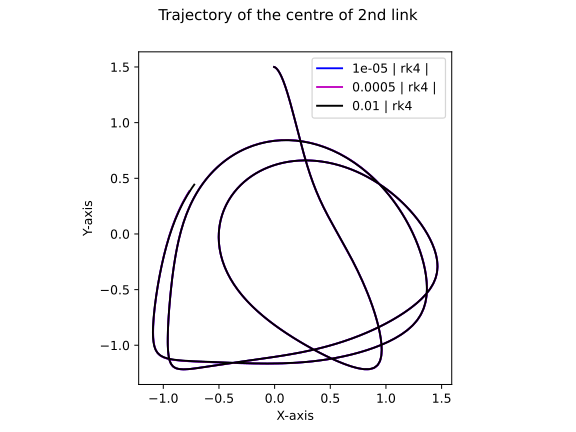 Trajectory of the centre of 2nd link
1e-05 | rk4 |
0.0005 | rk4 |
0.01 | rk4
1.5
1.0
0.5
0.0
−0.5
−1.0
Y-axis
−1.0 −0.5 0.0 0.5 1.0 1.5
X-axis